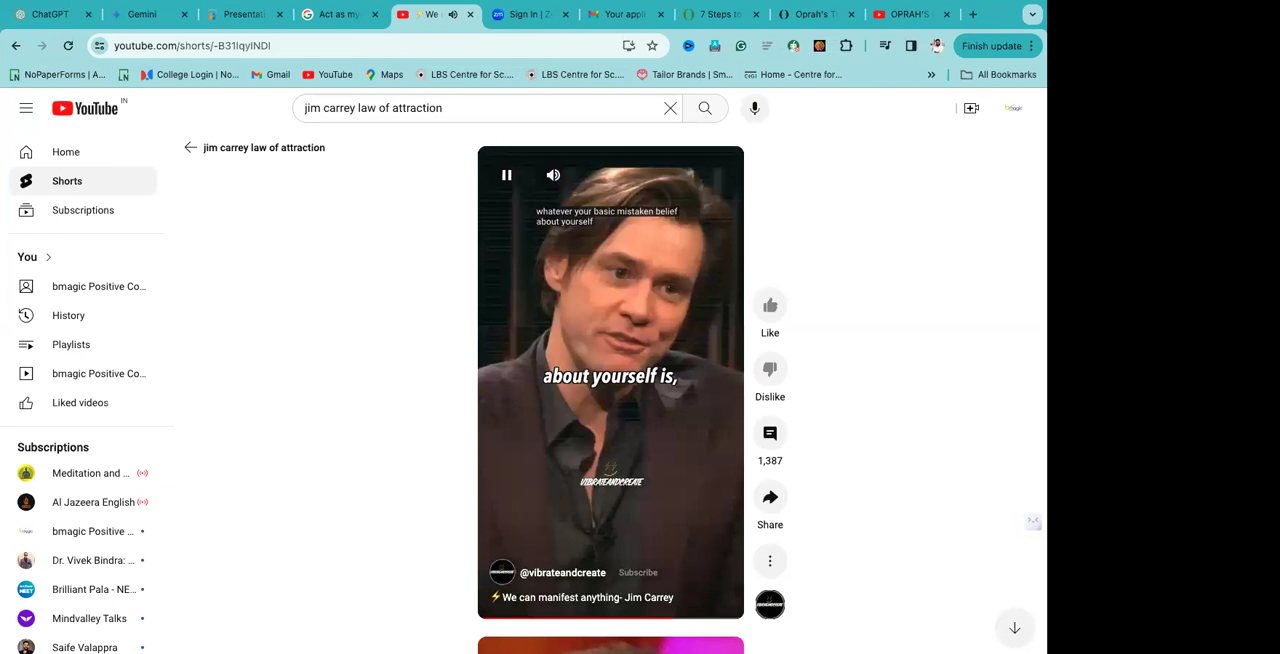 ChatGPT
Gemini
Presentati
Act as my
We
Sign In | Z
Your appli
7 Steps to
Oprah's T
OPRAH'S
youtube.com/shorts/-B31IqyINDI
Finish update
NoPaperForms | A...
College Login | No...
Gmail
YouTube
Maps
LBS Centre for Sc....
LBS Centre for Sc....
Tailor Brands | Sm...
Home - Centre for...
All Bookmarks
YouTube IN
jim carrey law of attraction
Home
jim carrey law of attraction
Shorts
Subscriptions
You
bmagic Positive Co...
History
Playlists
bmagic Positive Co...
Liked videos
Subscriptions
Meditation and ...
Al Jazeera English
bmagic Positive ...
Dr. Vivek Bindra: ...
Brilliant Pala - NE...
Mindvalley Talks
Saife Valappra
whatever your basic mistaken belief
about yourself
about yourself is,
VIBRATEANDCREATE
@vibrateandcreate
Subscribe
⚡We can manifest anything- Jim Carrey
Like
Dislike
1,387
Share